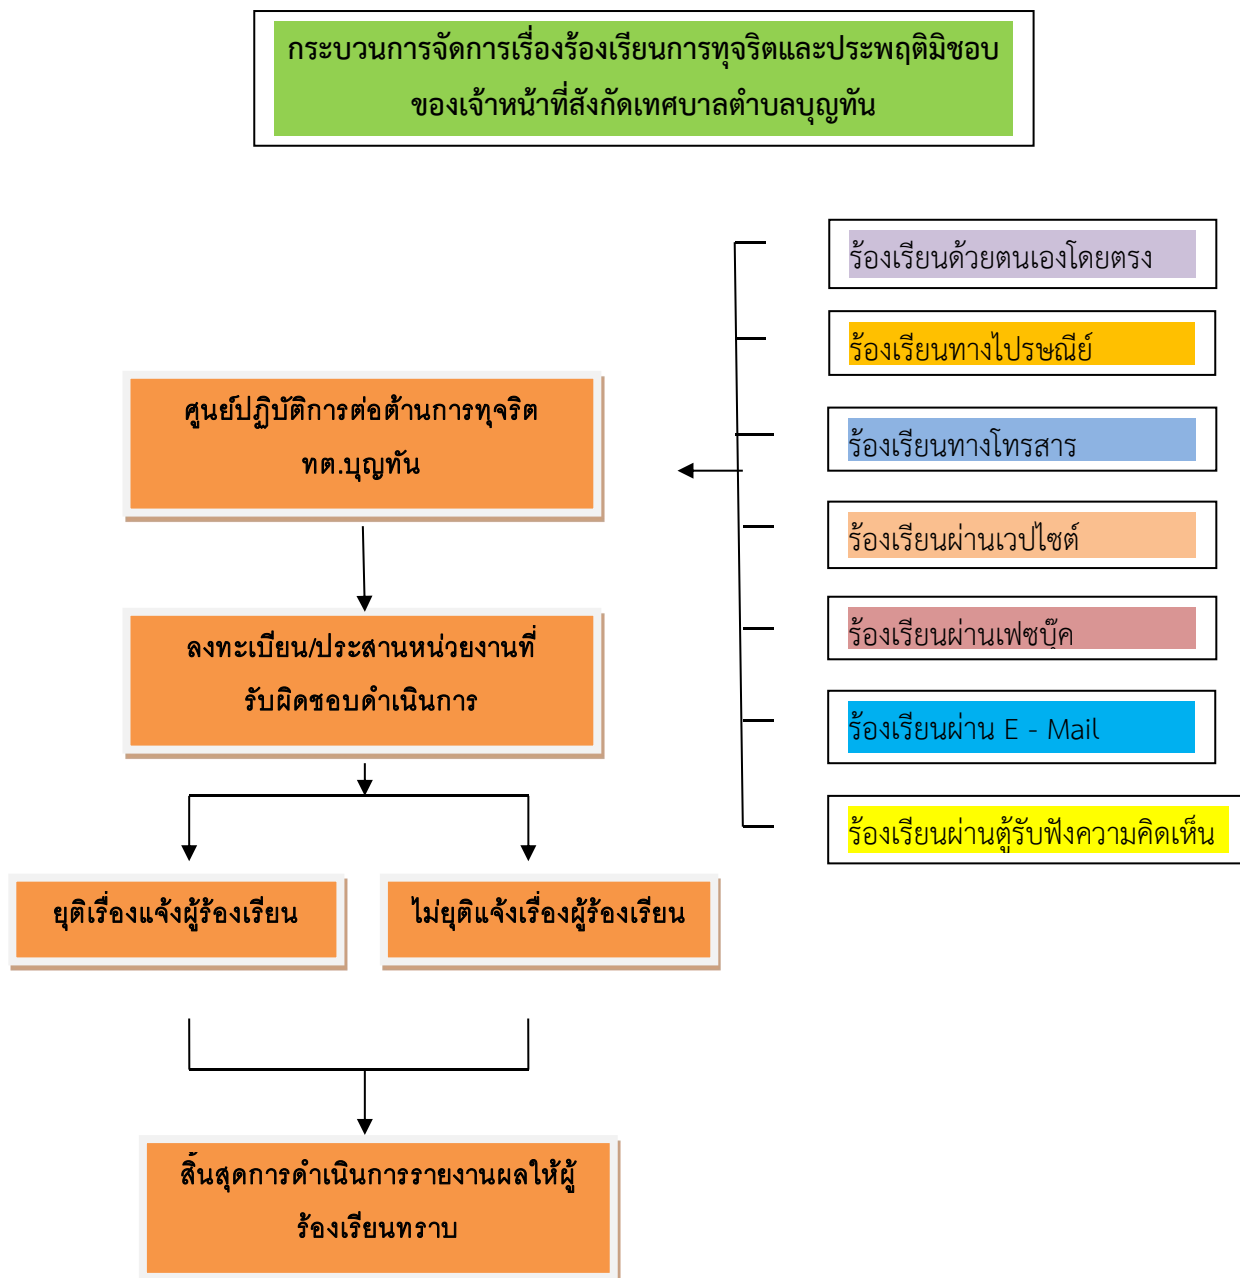 กระบวนการจัดการเรื่องร้องเรียนการทุจริตและประพฤติมิชอบ
ของเจ้าหน้าที่สังกัดเทศบาลตำบลบุญทัน
ร้องเรียนด้วยตนเองโดยตรง
ร้องเรียนทางไปรษณีย์
ร้องเรียนทางโทรสาร
ร้องเรียนผ่านเวปไซต์
ร้องเรียนผ่านเฟซบุ๊ค
ร้องเรียนผ่าน E - Mail
ร้องเรียนผ่านตู้รับฟังความคิดเห็น
ศูนย์ปฏิบัติการต่อต้านการทุจริต
ทต.บุญทัน
ลงทะเบียน/ประสานหน่วยงานที่
รับผิดชอบดำเนินการ
ยุติเรื่องแจ้งผู้ร้องเรียน
ไม่ยุติแจ้งเรื่องผู้ร้องเรียน
สิ้นสุดการดำเนินการรายงานผลให้ผู้
ร้องเรียนทราบ